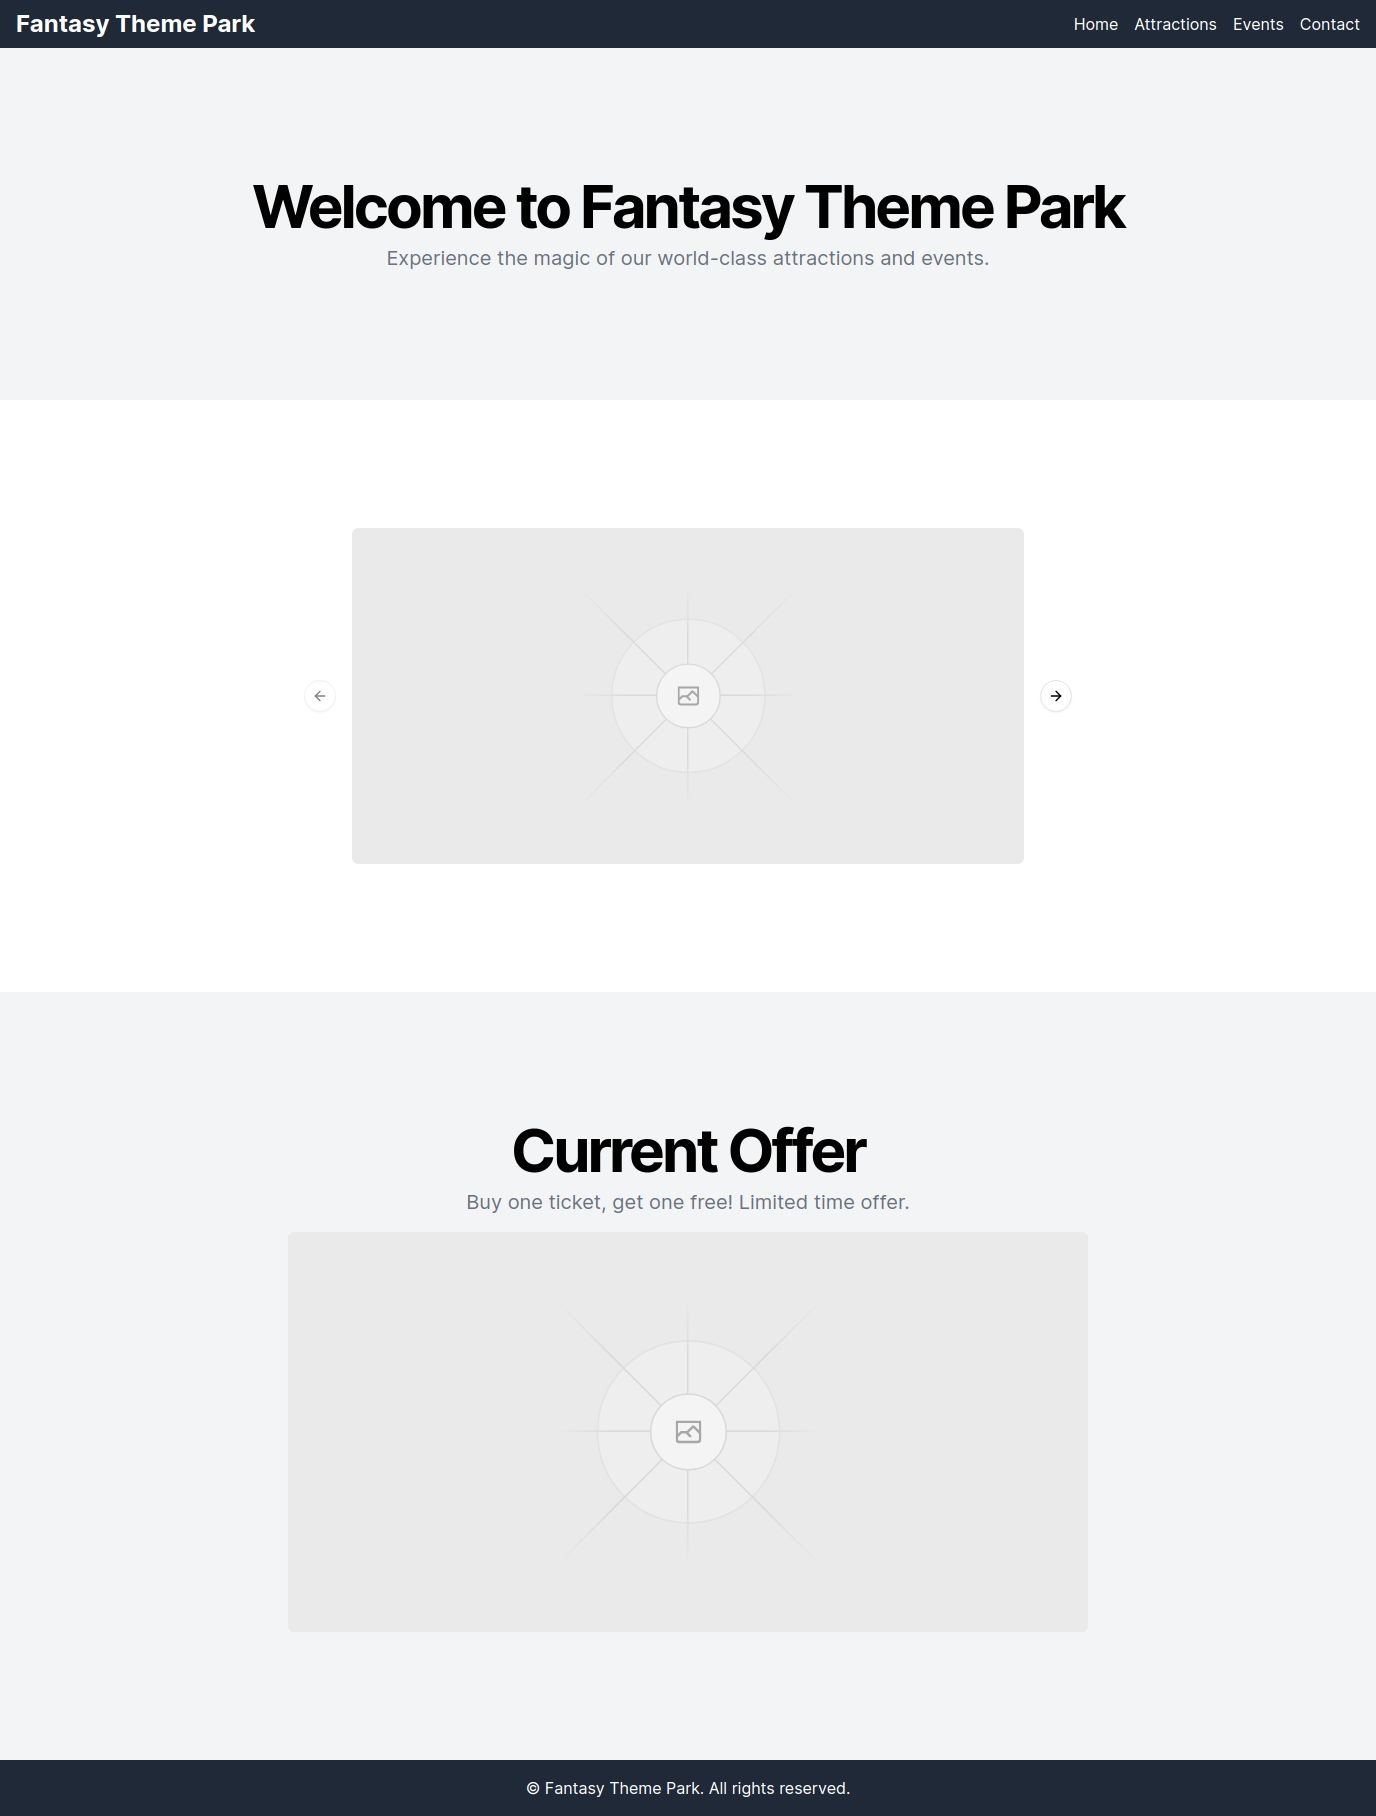 Fantasy Theme Park
Home Attractions Events Contact
Welcome to Fantasy Theme Park
Experience the magic of our world-class attractions and events.
Current Offer
Buy one ticket, get one free! Limited time offer.
© Fantasy Theme Park. All rights reserved.